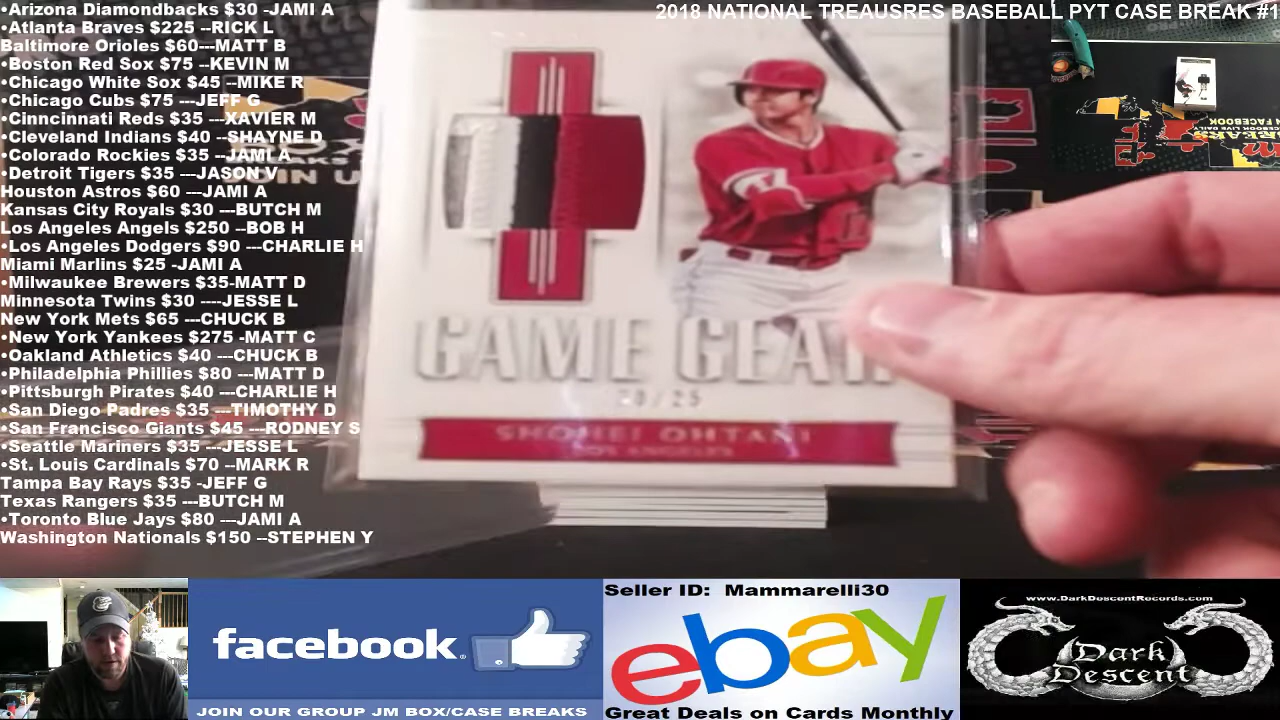 •Arizona Diamondbacks $30 -JAMI A
•Atlanta Braves $225 --RICK L
Baltimore Orioles $60---MATT B
•Boston Red Sox $75 --KEVIN M
•Chicago White Sox $45 --MIKE R
•Chicago Cubs $75 ---JEFF G
•Cinncinnati Reds $35 ---XAVIER M
•Cleveland Indians $40 --SHAYNE D
•Colorado Rockies $35 --JAMI A
•Detroit Tigers $35 ---JASON V
Houston Astros $60 ---JAMI A
Kansas City Royals $30 ---BUTCH M
Los Angeles Angels $250 --BOB H
•Los Angeles Dodgers $90 ---CHARLIE H
Miami Marlins $25 -JAMI A
•Milwaukee Brewers $35-MATT D
Minnesota Twins $30 ----JESSE L
New York Mets $65 ---CHUCK B
•New York Yankees $275 -MATT C
•Oakland Athletics $40 ---CHUCK B
•Philadelphia Phillies $80 ---MATT D
•Pittsburgh Pirates $40 ---CHARLIE H
•San Diego Padres $35 ---TIMOTHY D
•San Francisco Giants $45 ---RODNEY S
•Seattle Mariners $35 ---JESSE L
•St. Louis Cardinals $70 --MARK R
Tampa Bay Rays $35 -JEFF G
Texas Rangers $35 ---BUTCH M
•Toronto Blue Jays $80 ---JAMI A
Washington Nationals $150 --STEPHEN Y
2018 NATIONAL TREAUSRES BASEBALL PYT CASE BREAK #1
GAME GEAR
20/25
SHOHEI OHTANI
LOS ANGELES
facebook
JOIN OUR GROUP JM BOX/CASE BREAKS
Seller ID: Mammarelli30
ebay
Great Deals on Cards Monthly
www.DarkDescentRecords.com
Dark
Descent